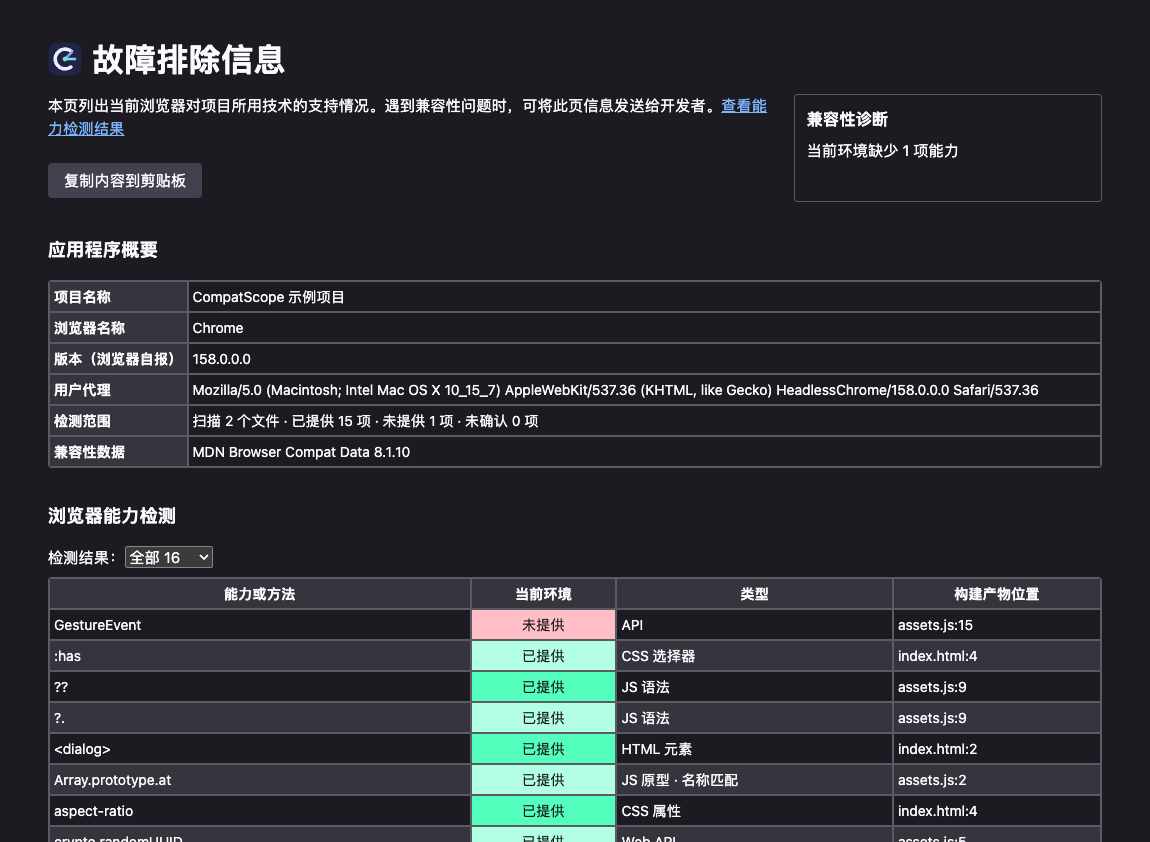 故障排除信息
本页列出当前浏览器对项目所用技术的支持情况。遇到兼容性问题时，可将此页信息发送给开发者。查看能
力检测结果
复制内容到剪贴板
兼容性诊断
当前环境缺少 1 项能力
应用程序概要
项目名称 CompatScope 示例项目
浏览器名称 Chrome
版本（浏览器自报） 158.0.0.0
用户代理 Mozilla/5.0 (Macintosh; Intel Mac OS X 10_15_7) AppleWebKit/537.36 (KHTML, like Gecko) HeadlessChrome/158.0.0.0 Safari/537.36
检测范围 扫描 2 个文件 · 已提供 15 项 · 未提供 1 项 · 未确认 0 项
兼容性数据 MDN Browser Compat Data 8.1.10
浏览器能力检测
检测结果： 全部 16
能力或方法 当前环境 类型 构建产物位置
GestureEvent 未提供 API assets.js:15
:has 已提供 CSS 选择器 index.html:4
?? 已提供 JS 语法 assets.js:9
?. 已提供 JS 语法 assets.js:9
<dialog> 已提供 HTML 元素 index.html:2
Array.prototype.at 已提供 JS 原型 · 名称匹配 assets.js:2
aspect-ratio 已提供 CSS 属性 index.html:4
crypto.randomUUID 已提供 Web API assets.js:5